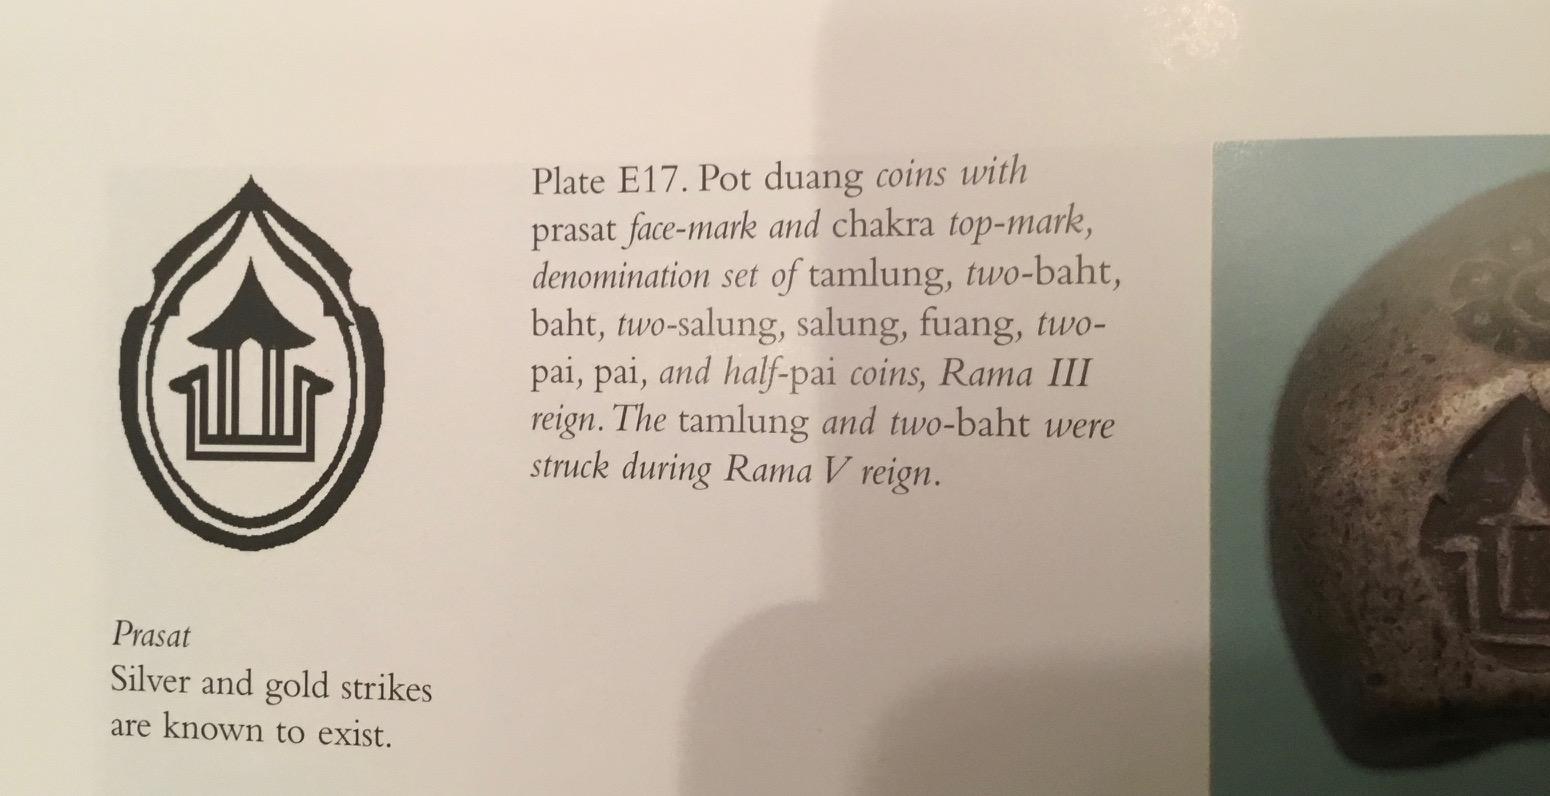 Plate E17. Pot duang coins with
prasat face-mark and chakra top-mark,
denomination set of tamlung, two-baht,
baht, two-salung, salung, fuang, two-
pai, pai, and half-pai coins, Rama III
reign. The tamlung and two-baht were
struck during Rama V reign.
Prasat
Silver and gold strikes
are known to exist.